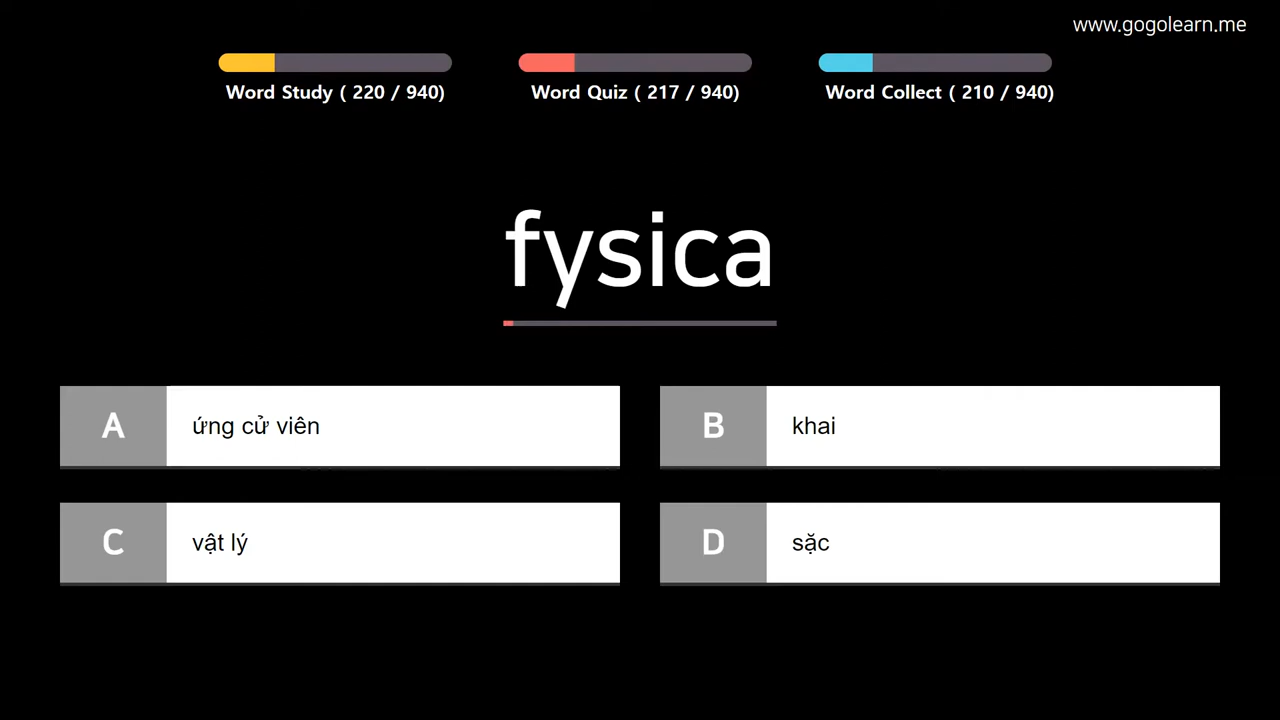 www.gogolearn.me
Word Study ( 220 / 940)
Word Quiz ( 217 / 940)
Word Collect ( 210 / 940)
fysica
A ứng cử viên
B khai
C vật lý
D sặc